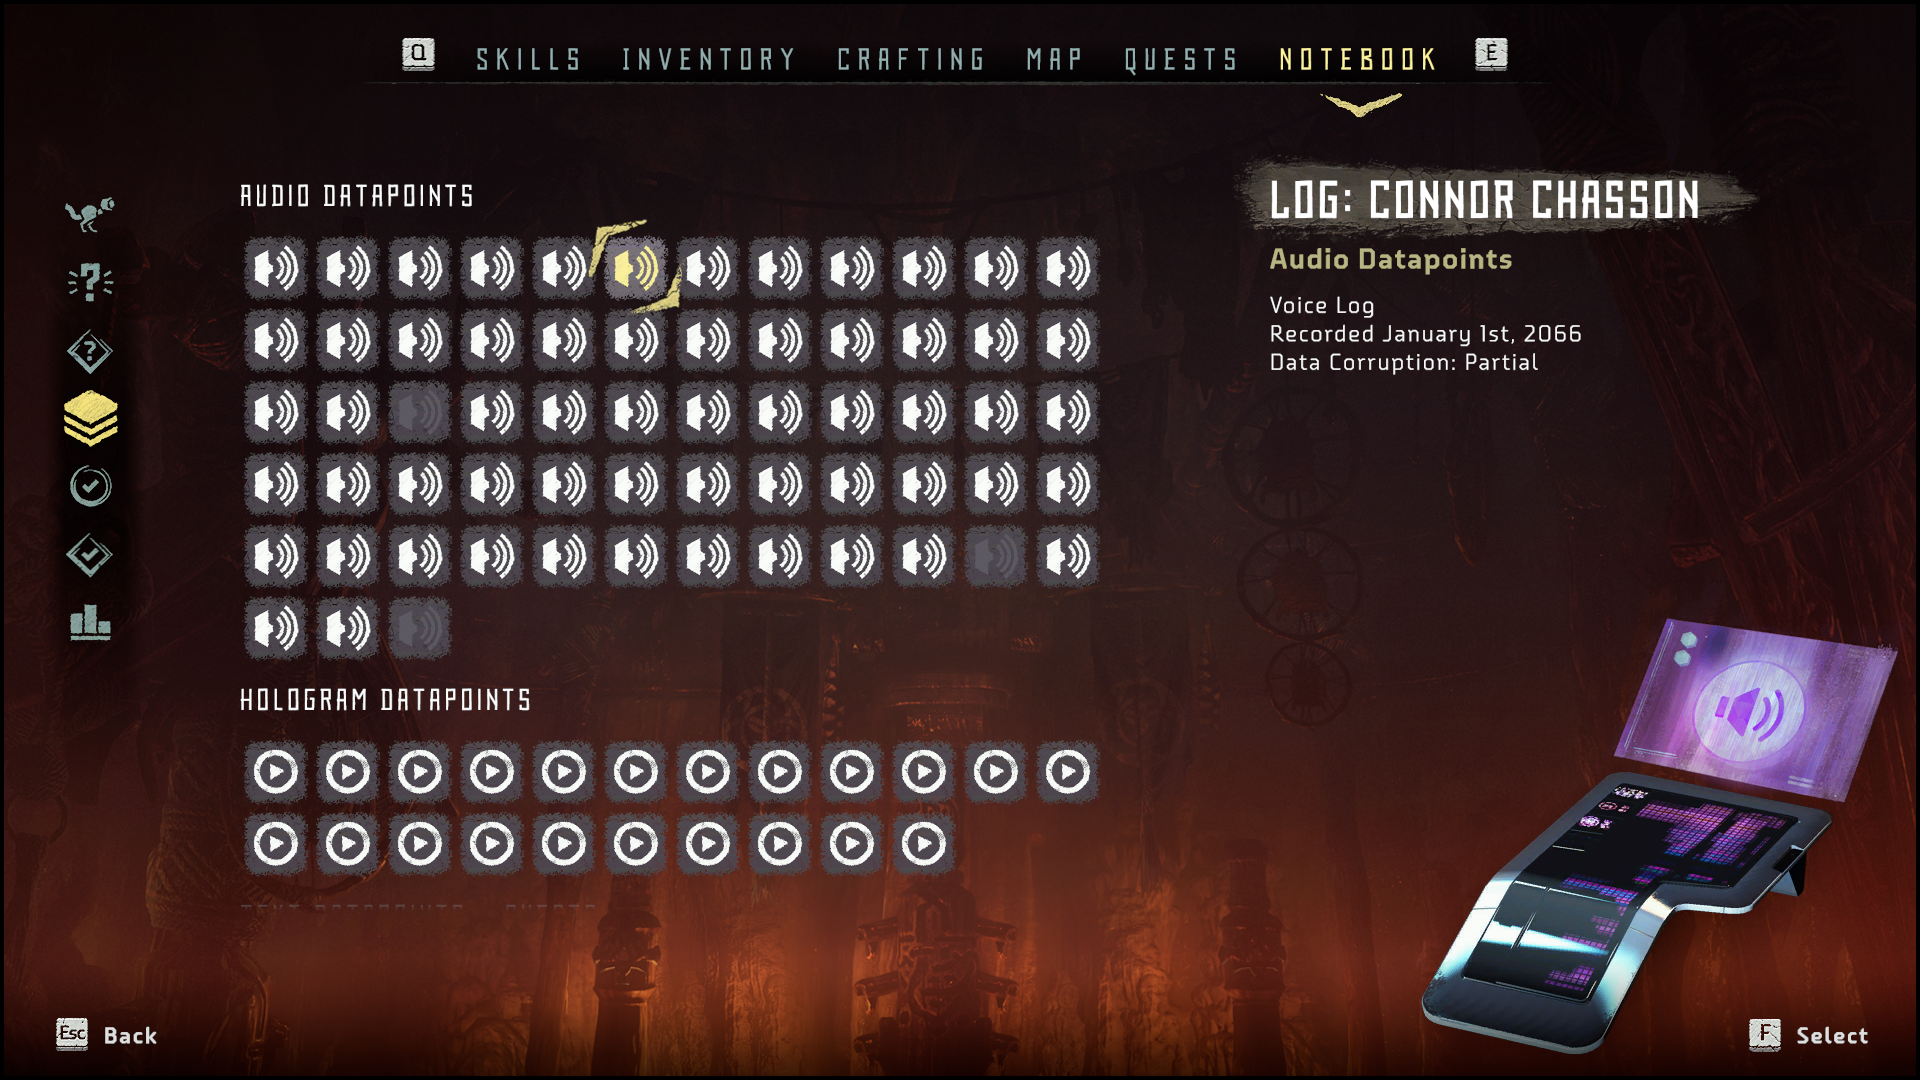 Q SKILLS INVENTORY CRAFTING MAP QUESTS NOTEBOOK E
AUDIO DATAPOINTS
HOLOGRAM DATAPOINTS
LOG: CONNOR CHASSON
Audio Datapoints
Voice Log
Recorded January 1st, 2066
Data Corruption: Partial
Esc Back
F Select